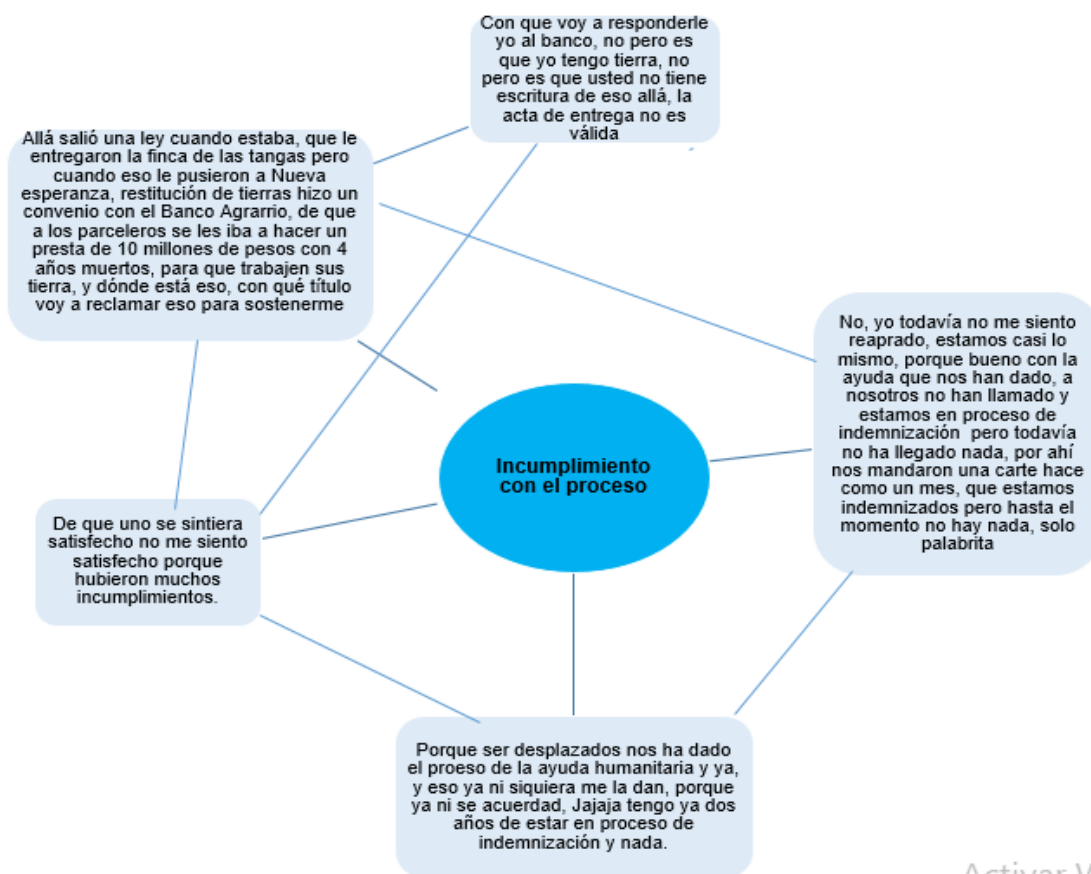 Con que voy a responderle
yo al banco, no pero es
que yo tengo tierra, no
pero es que usted no tiene
escritura de eso allá, la
acta de entrega no es
válida
Allá salió una ley cuando estaba, que le
entregaron la finca de las tangas pero
cuando eso le pusieron a Nueva
esperanza, restitución de tierras hizo un
convenio con el Banco Agrarrio, de que
a los parceleros se les iba a hacer un
presta de 10 millones de pesos con 4
años muertos, para que trabajen sus
tierra, y dónde está eso, con qué título
voy a reclamar eso para sostenerme
No, yo todavía no me siento
reaprado, estamos casi lo
mismo, porque bueno con la
ayuda que nos han dado, a
nosotros no han llamado y
estamos en proceso de
indemnización pero todavía
no ha llegado nada, por ahí
nos mandaron una carte hace
como un mes, que estamos
indemnizados pero hasta el
momento no hay nada, solo
palabrita
Incumplimiento
con el proceso
De que uno se sintiera
satisfecho no me siento
satisfecho porque
hubieron muchos
incumplimientos.
Porque ser desplazados nos ha dado
el proeso de la ayuda humanitaria y ya,
y eso ya ni siquiera me la dan, porque
ya ni se acuerdad, Jajaja tengo ya dos
años de estar en proceso de
indemnización y nada.
Activar